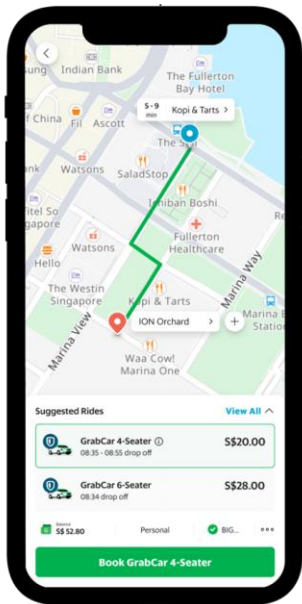 Indian Bank
The Fullerton
Bay Hotel
5 - 9
min
Kopi & Tarts >
China
Fil
Ascott
The
Watsons
SaladStop
Ichiban Boshi
Fullerton
Healthcare
Watsons
Hello
The Westin
Singapore
Kopi & Tarts
Marina Way
ION Orchard >
+
Marina View
Waa Cow!
Marina One
Suggested Rides
View All
GrabCar 4-Seater
S$20.00
08:35 - 08:55 drop off
GrabCar 6-Seater
S$28.00
08:34 drop off
S$ 52.80
Personal
BIG...
Book GrabCar 4-Seater